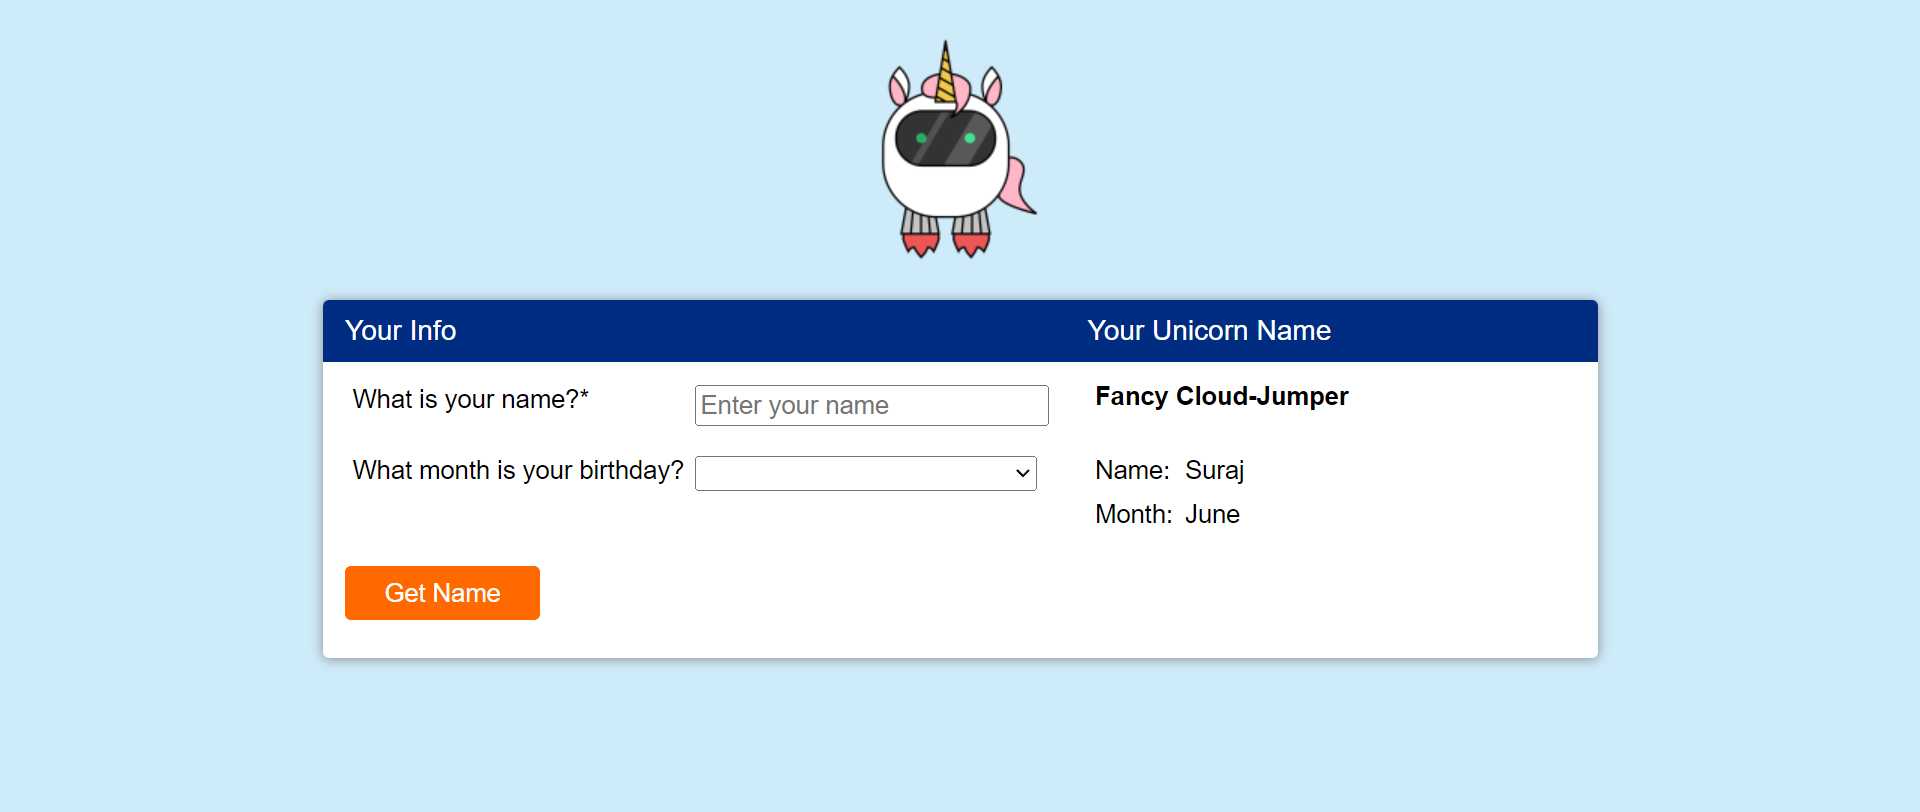 Your Info
Your Unicorn Name
What is your name?*
Enter your name
Fancy Cloud-Jumper
What month is your birthday?
Name: Suraj
Month: June
Get Name